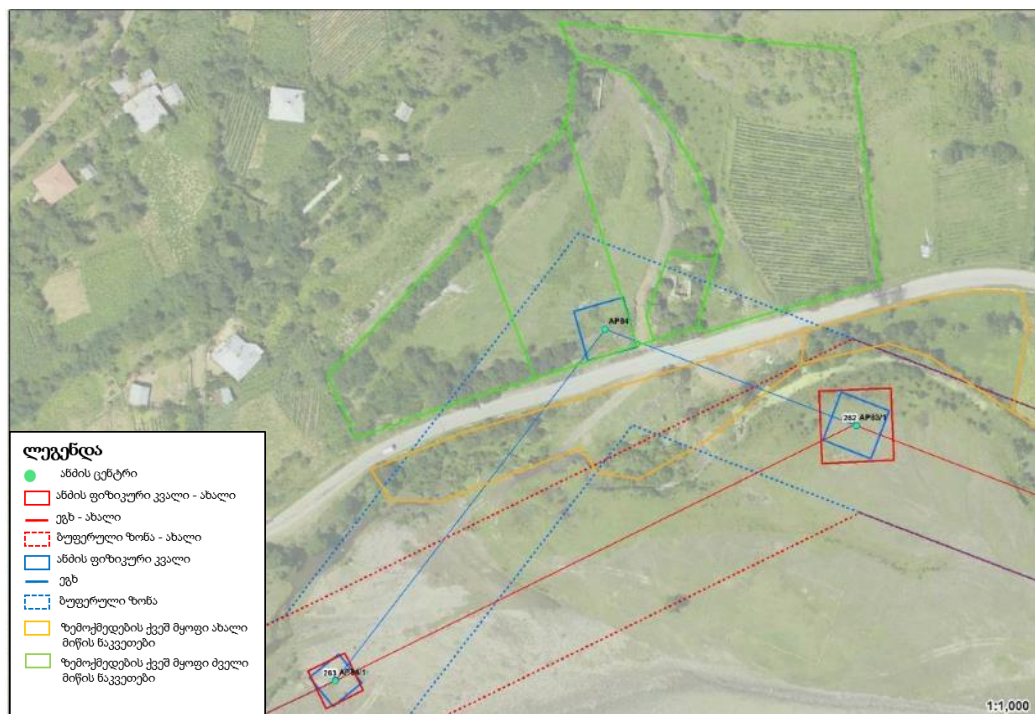 AP84
262 AP83/1
ლეგენდა
ანძის ცენტრი
ანძის ფიზიკური კვალი - ახალი
ეგხ - ახალი
ბუფერული ზონა - ახალი
ანძის ფიზიკური კვალი
ეგხ
ბუფერული ზონა
ზემოქმედების ქვეშ მყოფი ახალი
მიწის ნაკვეთები
ზემოქმედების ქვეშ მყოფი ძველი
მიწის ნაკვეთები
263 AP84/1
1:1,000